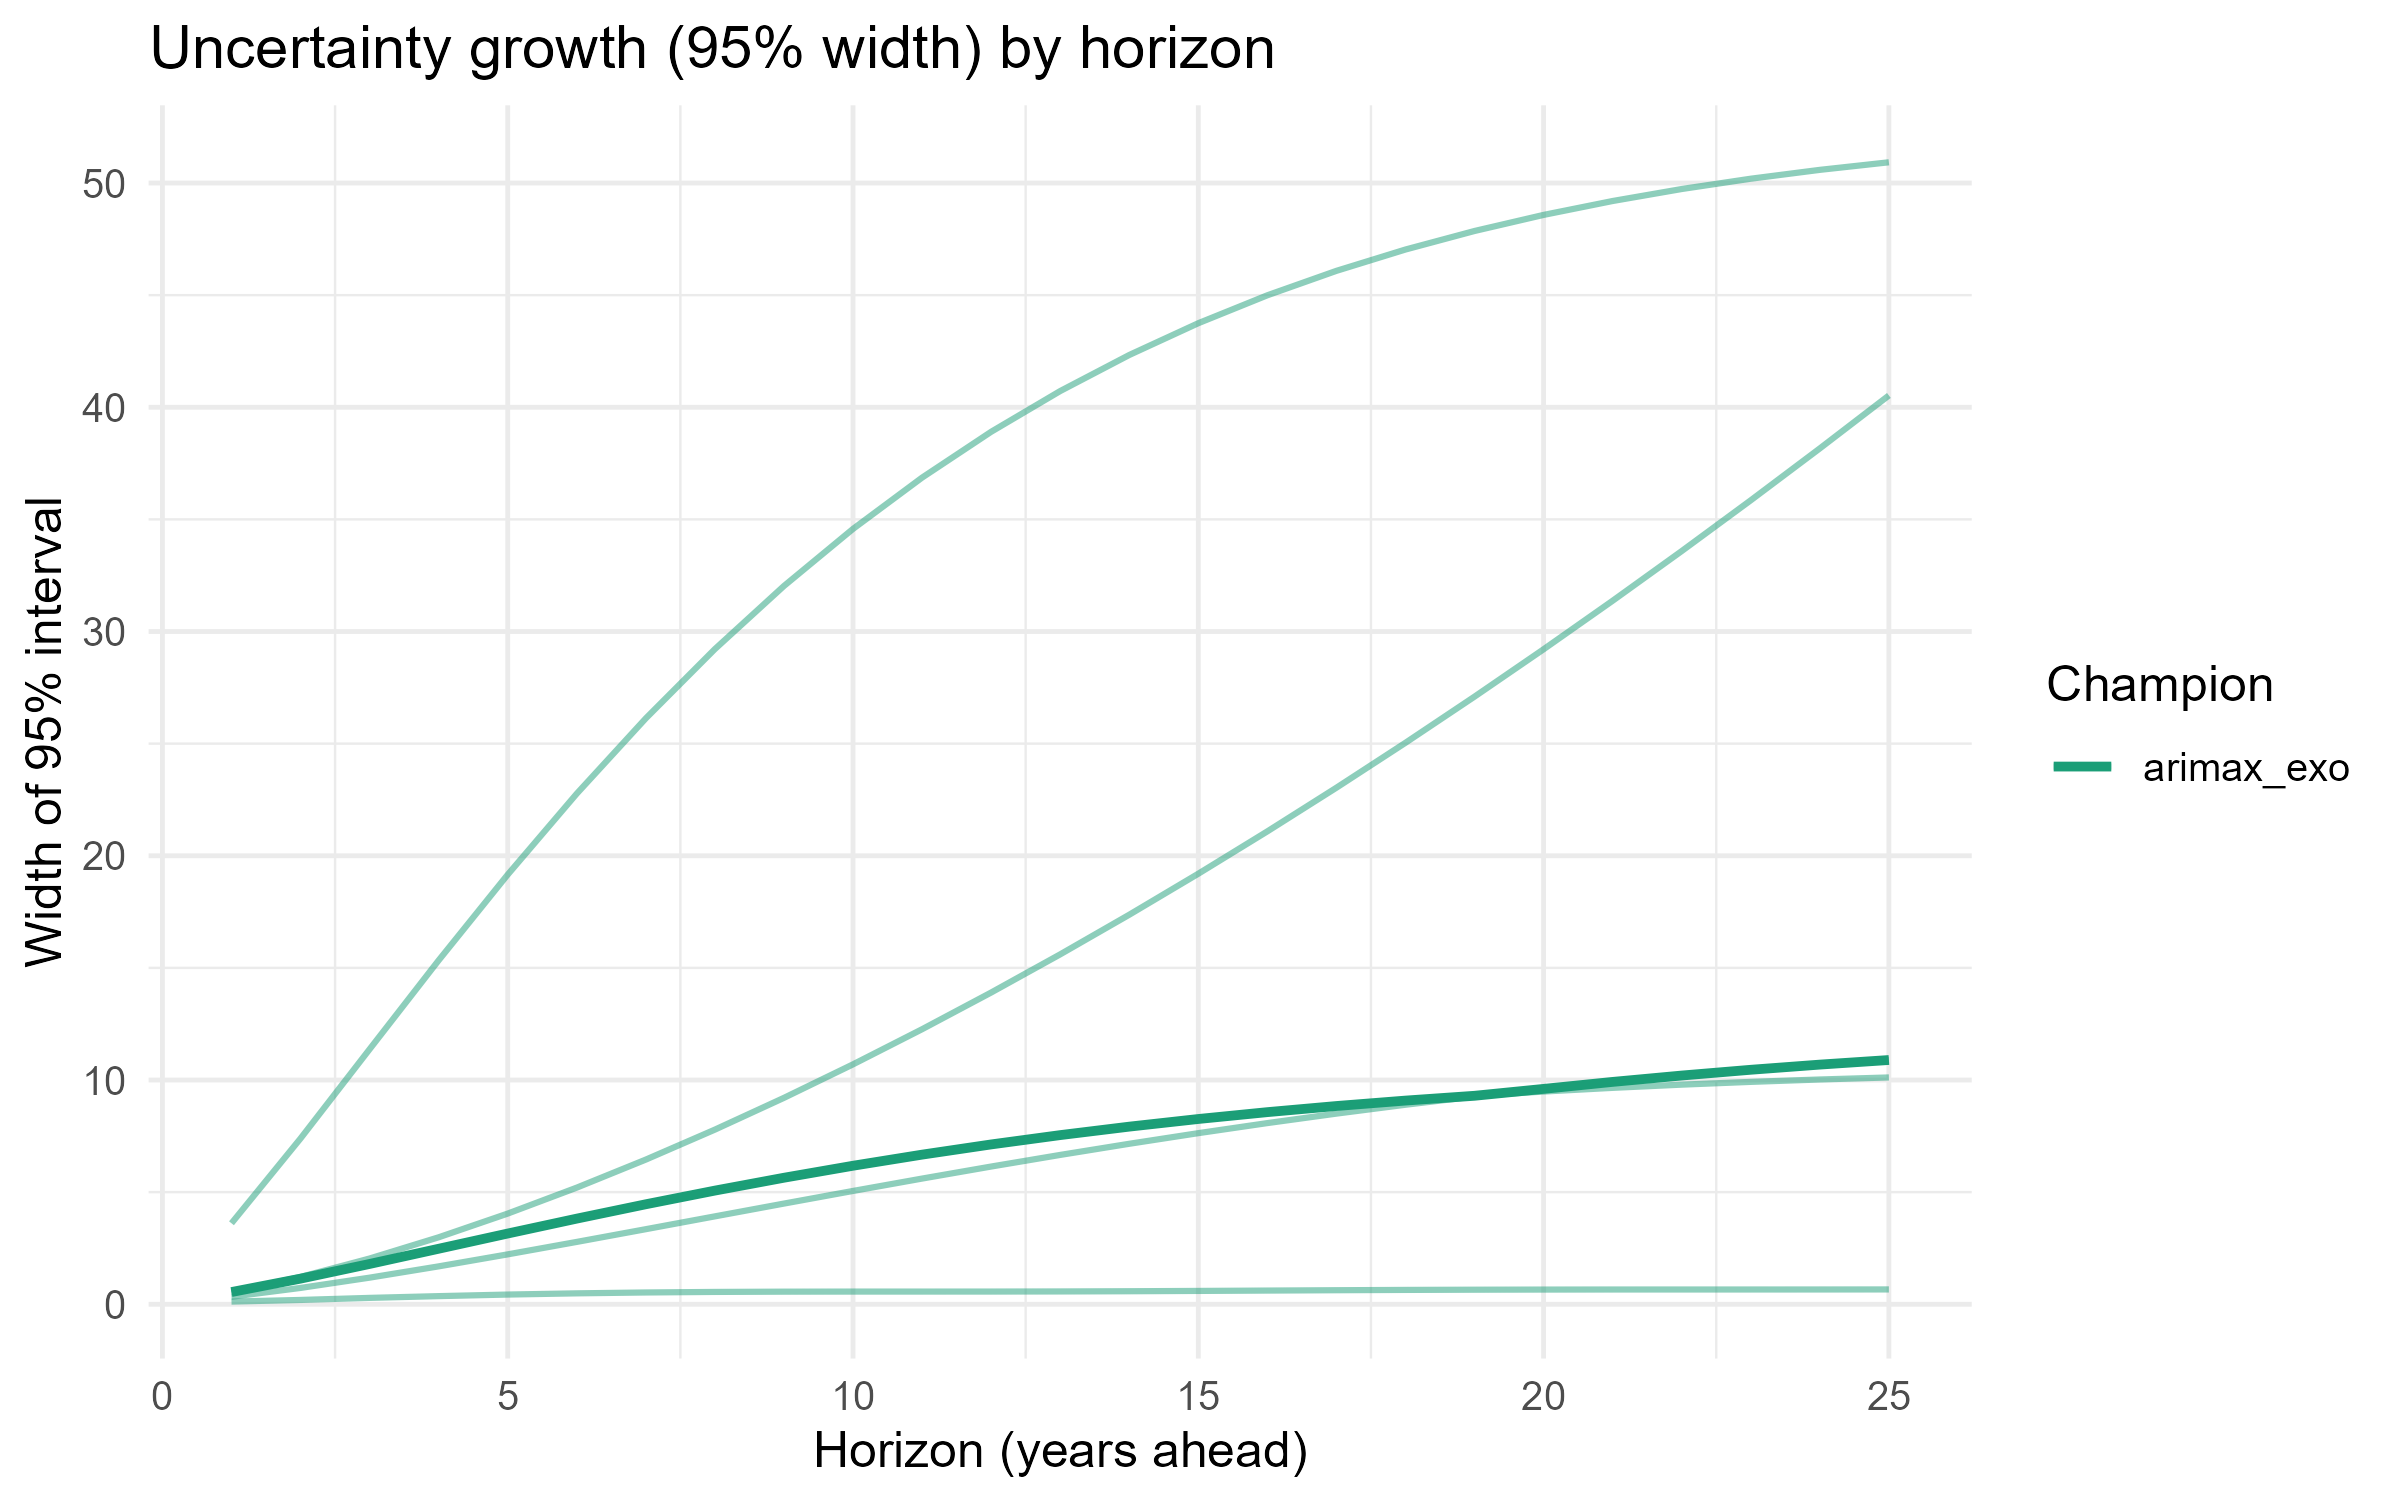 Uncertainty growth (95% width) by horizon
Width of 95% interval
50
40
30
20
10
0
0 5 10 15 20 25
Horizon (years ahead)
Champion
arimax_exo